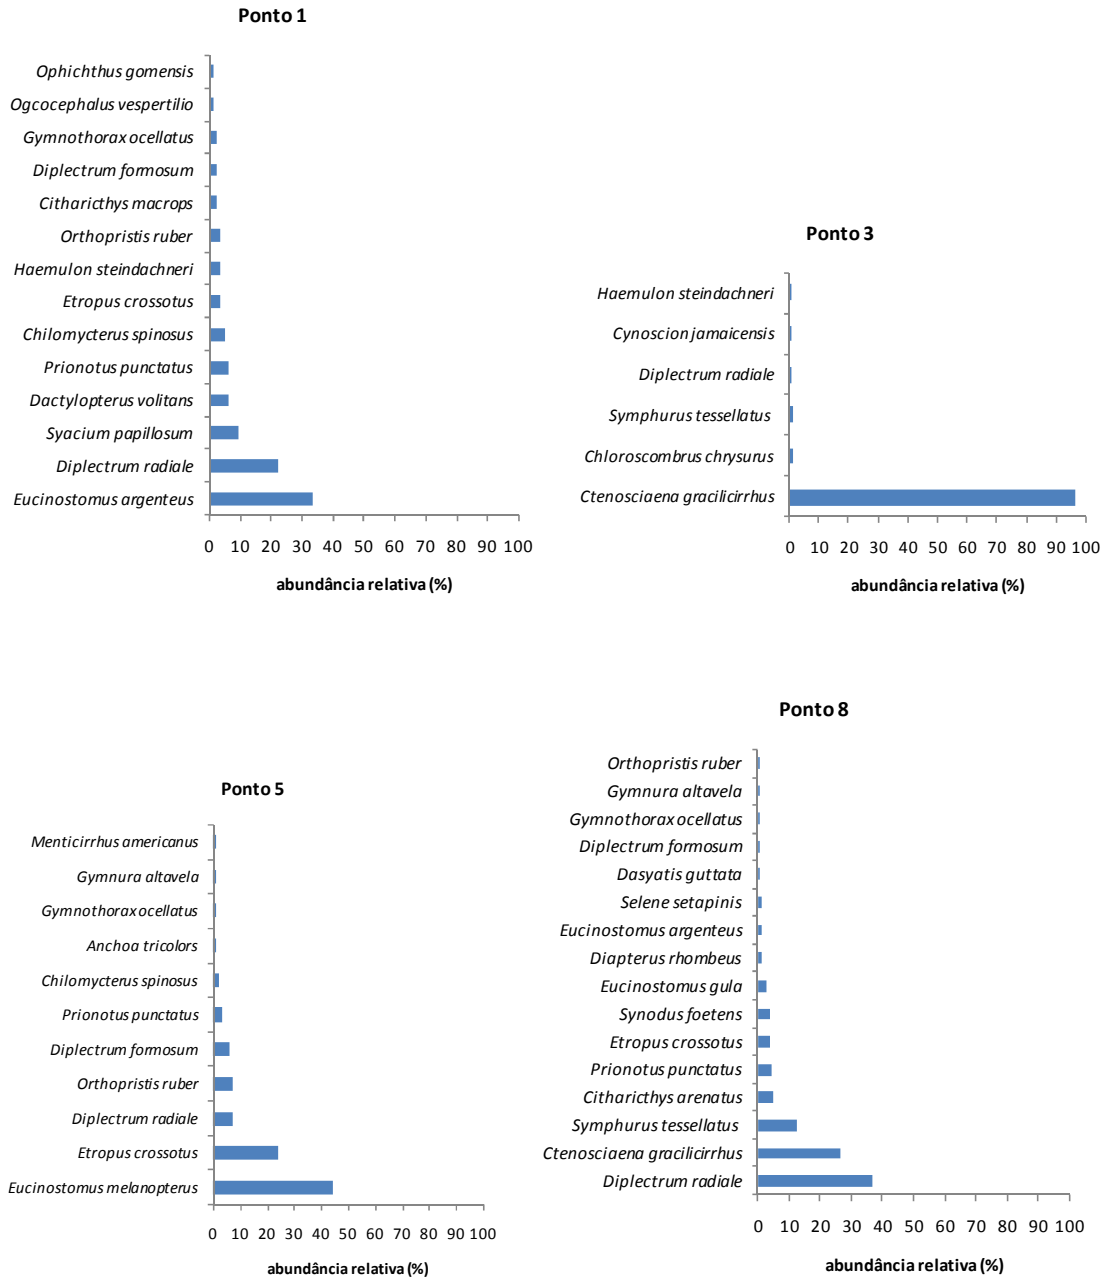 Ponto 1
Ophichthus gomensis
Ogcocephalus vespertilio
Gymnothorax ocellatus
Diplectrum formosum
Citharicthys macrops
Orthopristis ruber
Haemulon steindachneri
Etropus crossotus
Chilomycterus spinosus
Prionotus punctatus
Dactylopterus volitans
Syacium papillosum
Diplectrum radiale
Eucinostomus argenteus
0 10 20 30 40 50 60 70 80 90 100
abundância relativa (%)
Ponto 3
Haemulon steindachneri
Cynoscion jamaicensis
Diplectrum radiale
Symphurus tessellatus
Chloroscombrus chrysurus
Ctenosciaena gracilicirrhus
0 10 20 30 40 50 60 70 80 90 100
abundância relativa (%)
Ponto 5
Menticirrhus americanus
Gymnura altavela
Gymnothorax ocellatus
Anchoa tricolors
Chilomycterus spinosus
Prionotus punctatus
Diplectrum formosum
Orthopristis ruber
Diplectrum radiale
Etropus crossotus
Eucinostomus melanopterus
0 10 20 30 40 50 60 70 80 90 100
abundância relativa (%)
Ponto 8
Orthopristis ruber
Gymnura altavela
Gymnothorax ocellatus
Diplectrum formosum
Dasyatis guttata
Selene setapinis
Eucinostomus argenteus
Diapterus rhombeus
Eucinostomus gula
Synodus foetens
Etropus crossotus
Prionotus punctatus
Citharicthys arenatus
Symphurus tessellatus
Ctenosciaena gracilicirrhus
Diplectrum radiale
0 10 20 30 40 50 60 70 80 90 100
abundância relativa (%)